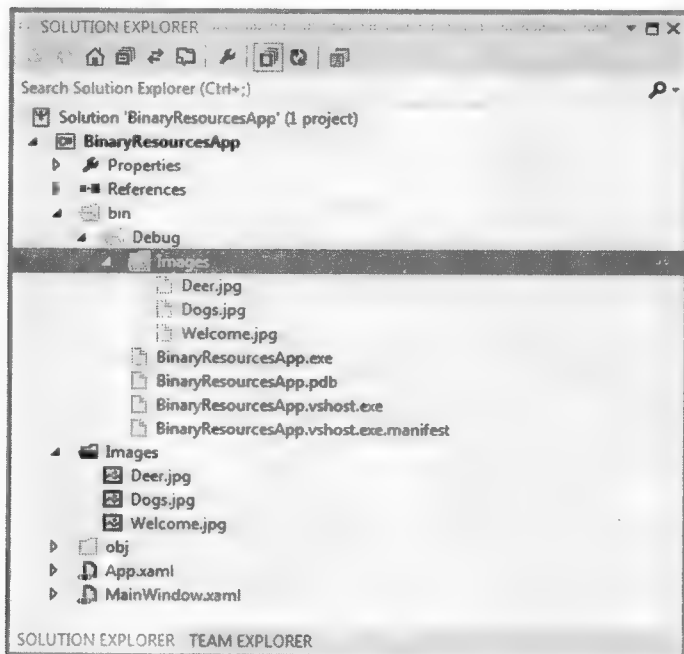 SOLUTION EXPLORER
Search Solution Explorer (Ctrl+;)
Solution 'BinaryResourcesApp' (1 project)
C# BinaryResourcesApp
Properties
References
bin
Debug
Images
Deer.jpg
Dogs.jpg
Welcome.jpg
BinaryResourcesApp.exe
BinaryResourcesApp.pdb
BinaryResourcesApp.vshost.exe
BinaryResourcesApp.vshost.exe.manifest
Images
Deer.jpg
Dogs.jpg
Welcome.jpg
obj
App.xaml
MainWindow.xaml
SOLUTION EXPLORER TEAM EXPLORER